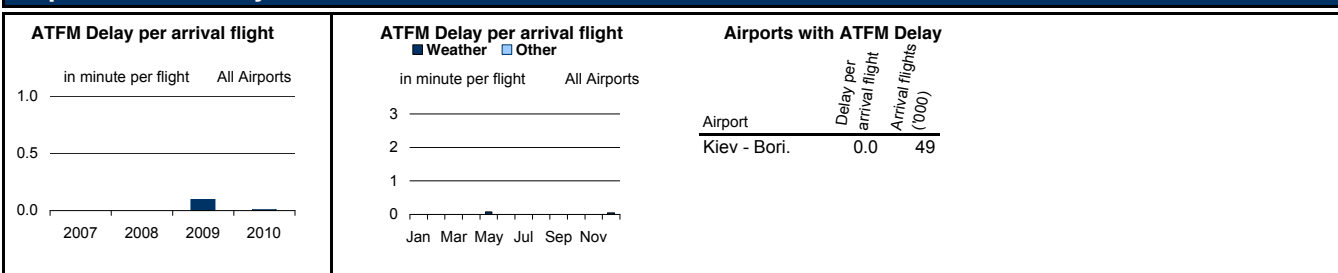 ATFM Delay per arrival flight
in minute per flight All Airports
1.0
0.5
0.0
2007 2008 2009 2010
ATFM Delay per arrival flight
Weather Other
in minute per flight All Airports
3
2
1
0
Jan Mar May Jul Sep Nov
Airports with ATFM Delay
Airport
Delay per
arrival flight
Arrival flights
('000)
Kiev - Bori. 0.0 49